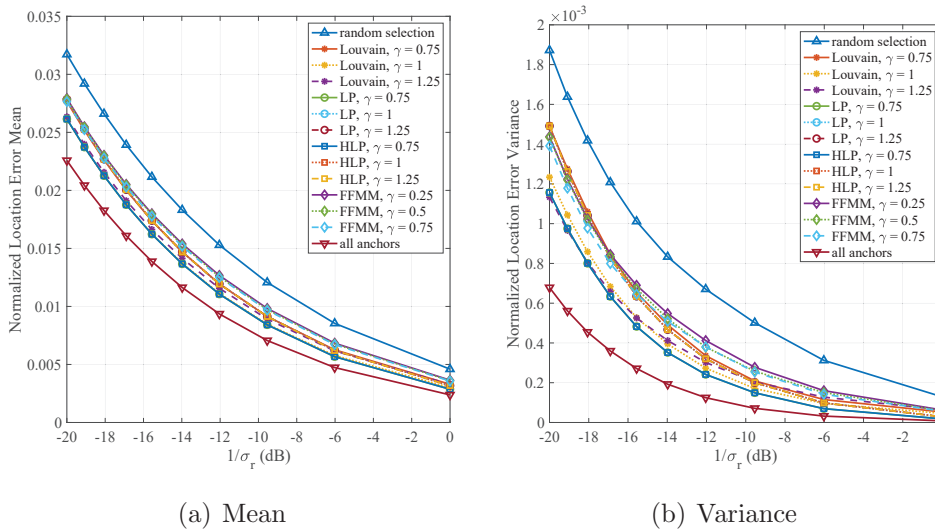 0.035
0.03
0.025
0.02
0.015
0.01
0.005
0
Normalized Location Error Mean
-20
-18
-16
-14
-12
-10
-8
-6
-4
-2
0
1/σr (dB)
random selection
Louvain, γ = 0.75
Louvain, γ = 1
Louvain, γ = 1.25
LP, γ = 0.75
LP, γ = 1
LP, γ = 1.25
HLP, γ = 0.75
HLP, γ = 1
HLP, γ = 1.25
FFMM, γ = 0.25
FFMM, γ = 0.5
FFMM, γ = 0.75
all anchors
(a) Mean
×10-3
2
1.8
1.6
1.4
1.2
1
0.8
0.6
0.4
0.2
0
Normalized Location Error Variance
-20
-18
-16
-14
-12
-10
-8
-6
-4
-2
1/σr (dB)
random selection
Louvain, γ = 0.75
Louvain, γ = 1
Louvain, γ = 1.25
LP, γ = 0.75
LP, γ = 1
LP, γ = 1.25
HLP, γ = 0.75
HLP, γ = 1
HLP, γ = 1.25
FFMM, γ = 0.25
FFMM, γ = 0.5
FFMM, γ = 0.75
all anchors
(b) Variance